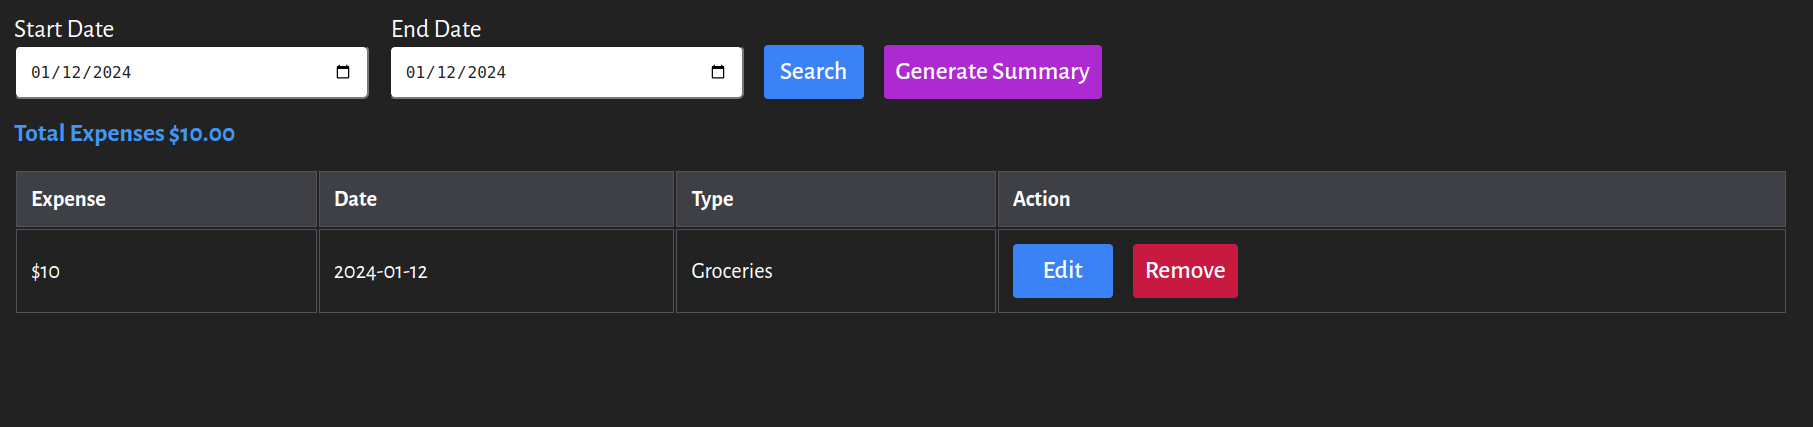 Start Date End Date
01/12/2024 01/12/2024 Search Generate Summary
Total Expenses $10.00
Expense Date Type Action
$10 2024-01-12 Groceries Edit Remove